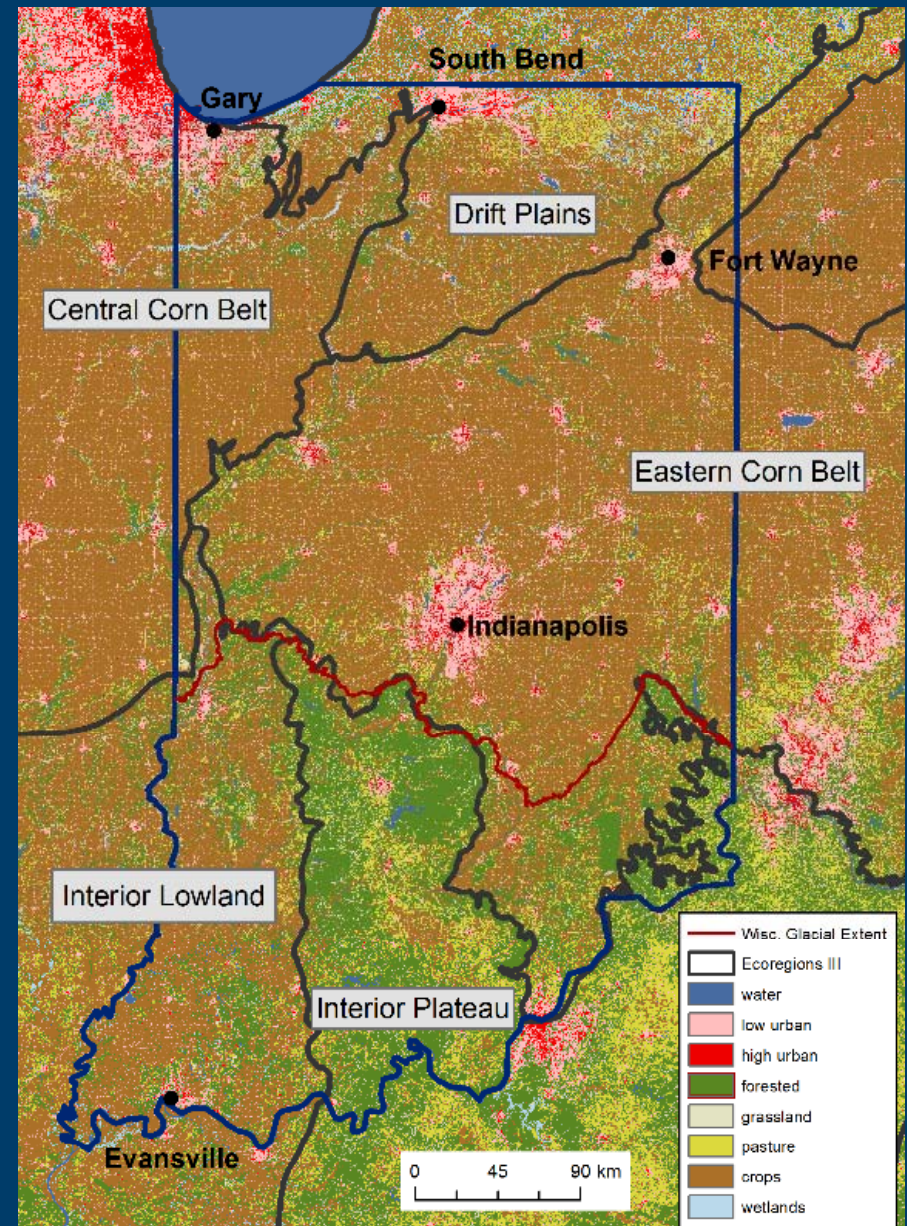 South Bend
Gary
Drift Plains
Fort Wayne
Central Corn Belt
Eastern Corn Belt
Indianapolis
Interior Lowland
Interior Plateau
Evansville
0 45 90 km
Wisc. Glacial Extent
Ecoregions III
water
low urban
high urban
forested
grassland
pasture
crops
wetlands